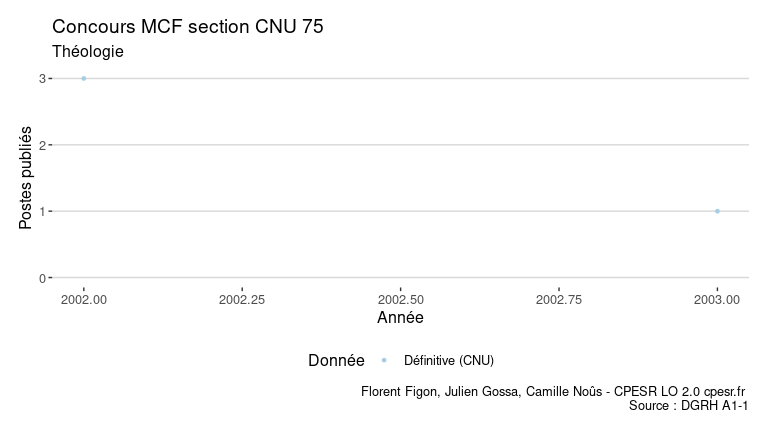 Concours MCF section CNU 75
Théologie
Postes publiés
3
2
1
0
2002.00 2002.25 2002.50 2002.75 2003.00
Année
Donnée Définitive (CNU)
Florent Figon, Julien Gossa, Camille Noûs - CPESR LO 2.0 cpesr.fr
Source : DGRH A1-1